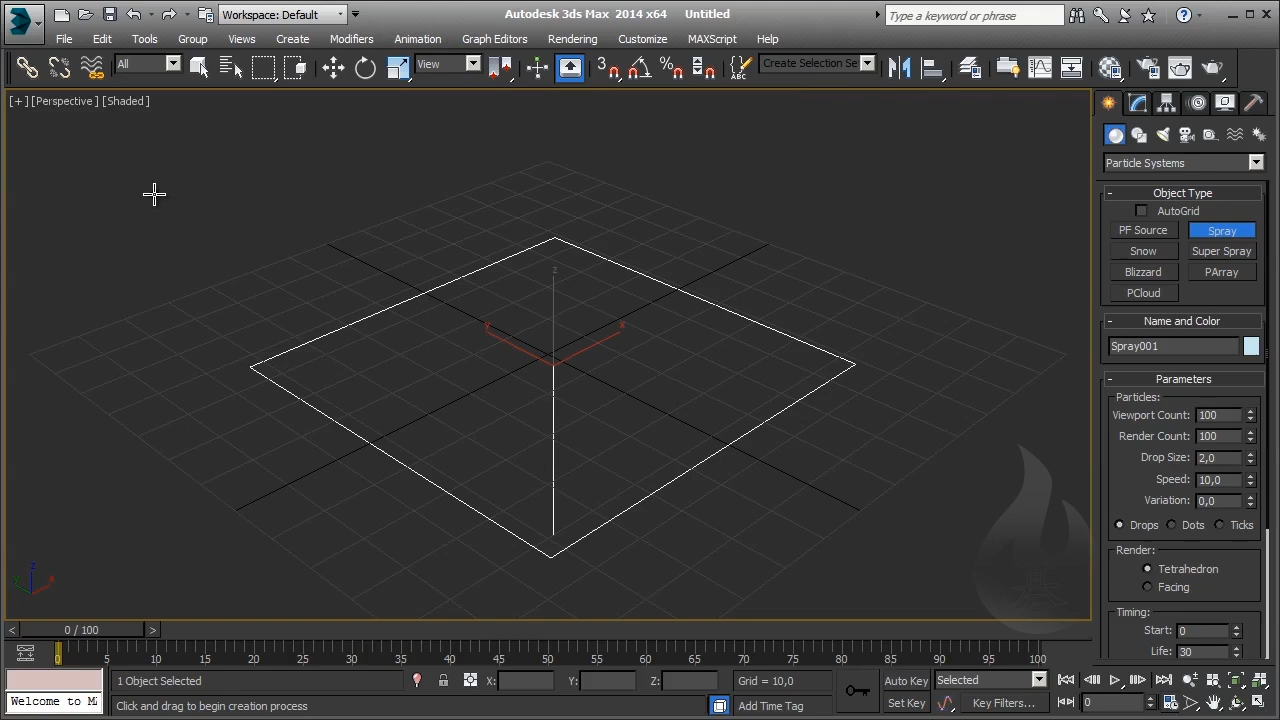 Workspace: Default
Autodesk 3ds Max 2014 x64 Untitled
Type a keyword or phrase
File Edit Tools Group Views Create Modifiers Animation Graph Editors Rendering Customize MAXScript Help
All
View
3
Create Selection Se
[+] [Perspective] [Shaded]
Particle Systems
- Object Type
AutoGrid
PF Source Spray
Snow Super Spray
Blizzard PArray
PCloud
- Name and Color
Spray001
- Parameters
Particles:
Viewport Count: 100
Render Count: 100
Drop Size: 2,0
Speed: 10,0
Variation: 0,0
Drops Dots Ticks
Render:
Tetrahedron
Facing
Timing:
Start: 0
Life: 30
z
y x
z
x
< 0 / 100 >
0 5 10 15 20 25 30 35 40 45 50 55 60 65 70 75 80 85 90 95 100
1 Object Selected X: Y: Z: Grid = 10,0 Auto Key Selected
Welcome to M
Click and drag to begin creation process Add Time Tag Set Key Key Filters... 0